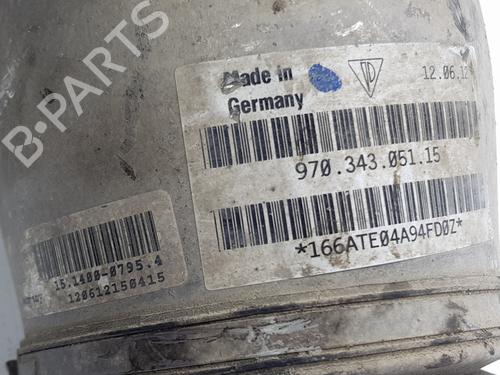 B-PARTS
Made in
Germany
12.06.12
970.343.051.15
*166ATE04A94FD0Z*
15.1400-0795.4
120612150415